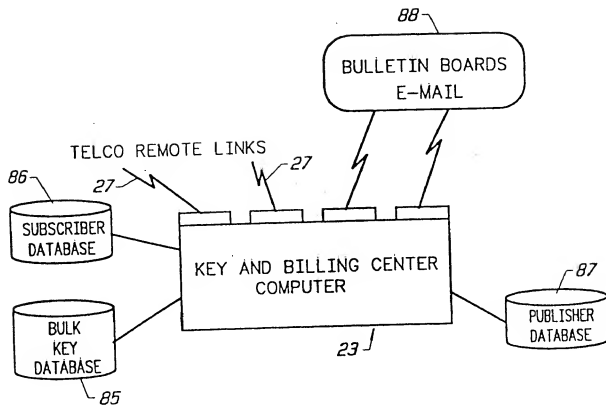 88
BULLETIN BOARDS
E-MAIL
TELCO REMOTE LINKS
27
27
86
SUBSCRIBER
DATABASE
KEY AND BILLING CENTER
COMPUTER
87
PUBLISHER
DATABASE
BULK
KEY
DATABASE
23
85